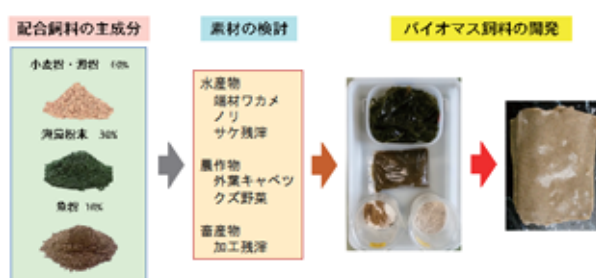 配合飼料の主成分
小麦粉・澱粉 60%
海藻粉末 30%
魚粉 10%
素材の検討
水産物
端材ワカメ
ノリ
サケ残滓
農作物
外葉キャベツ
クズ野菜
畜産物
加工残滓
バイオマス飼料の開発